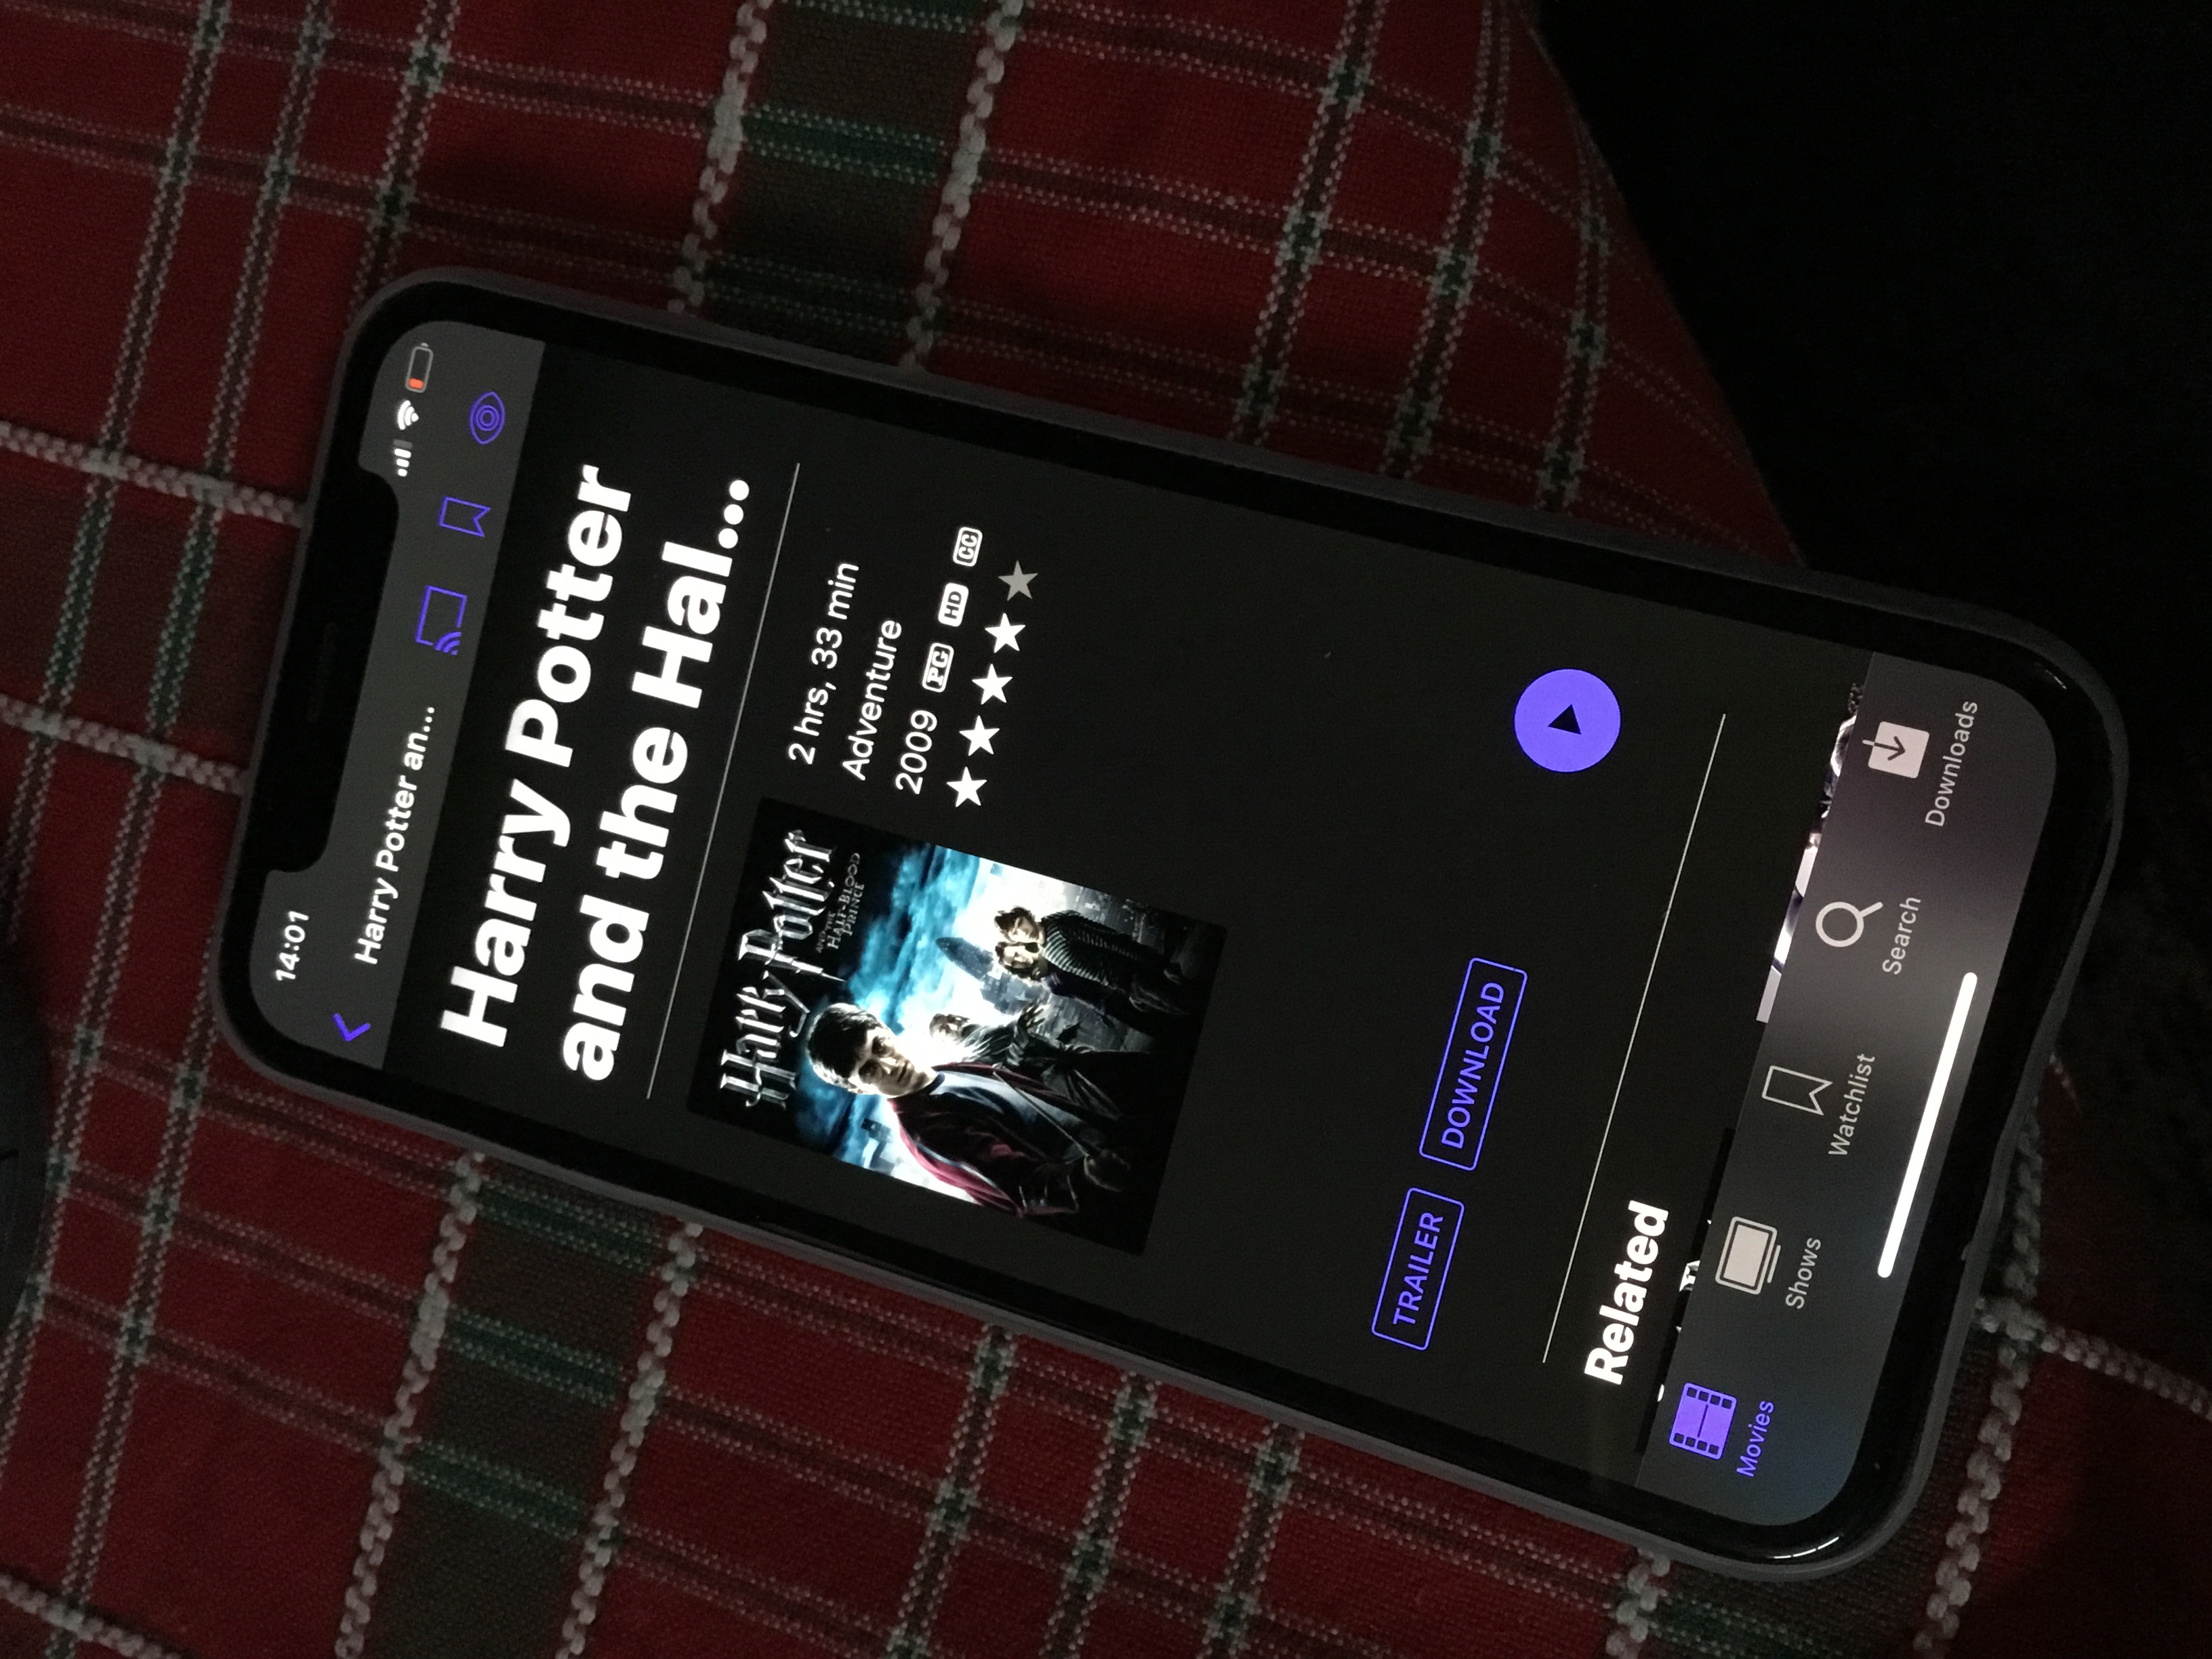 14:01
Harry Potter an...
Harry Potter
and the Hal...
Harry Potter
AND THE
HALF-BLOOD
PRINCE
2 hrs, 33 min
Adventure
2009 PG HD CC
TRAILER
DOWNLOAD
Related
Movies
Shows
Watchlist
Search
Downloads